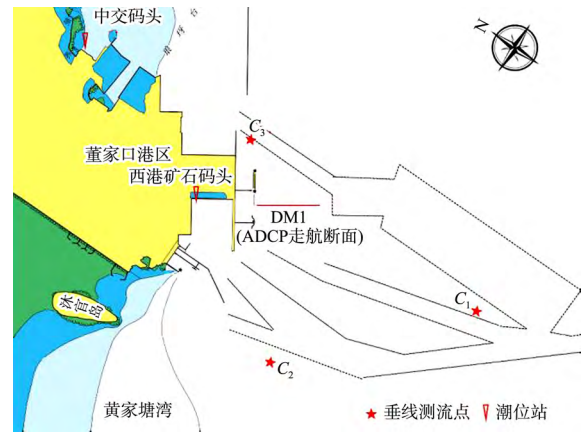 中交码头
N
C3
董家口港区
西港矿石码头
DM1
(ADCP走航断面)
沐官岛
C1
C2
黄家塘湾
垂线测流点
潮位站